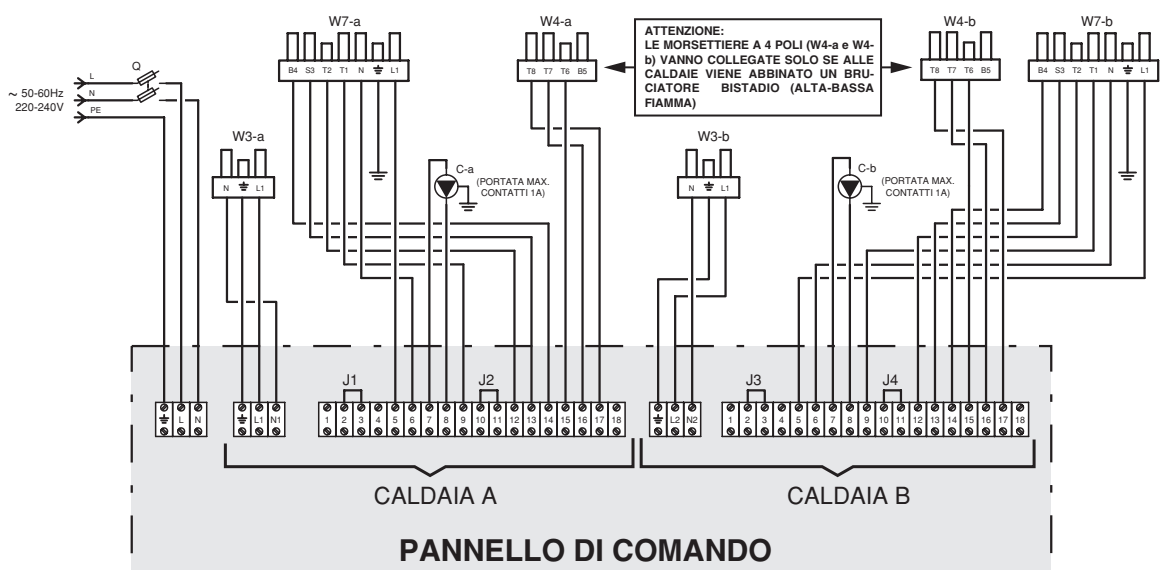 W7-a
W4-a
W4-b
W7-b
ATTENZIONE:
LE MORSETTIERE A 4 POLI (W4-a e W4-
b) VANNO COLLEGATE SOLO SE ALLE
CALDAIE VIENE ABBINATO UN BRU-
CIATORE BISTADIO (ALTA-BASSA
FIAMMA)
B4 S3 T2 T1 N L1
T8 T7 T6 B5
T8 T7 T6 B5
B4 S3 T2 T1 N L1
Q
L
N
PE
~ 50-60Hz
220-240V
W3-a
N L1
C-a
(PORTATA MAX.
CONTATTI 1A)
W3-b
N L1
C-b
(PORTATA MAX.
CONTATTI 1A)
J1
J2
J3
J4
L N
L1 N1
1 2 3 4 5 6 7 8 9 10 11 12 13 14 15 16 17 18
L2 N2
1 2 3 4 5 6 7 8 9 10 11 12 13 14 15 16 17 18
CALDAIA A
CALDAIA B
PANNELLO DI COMANDO